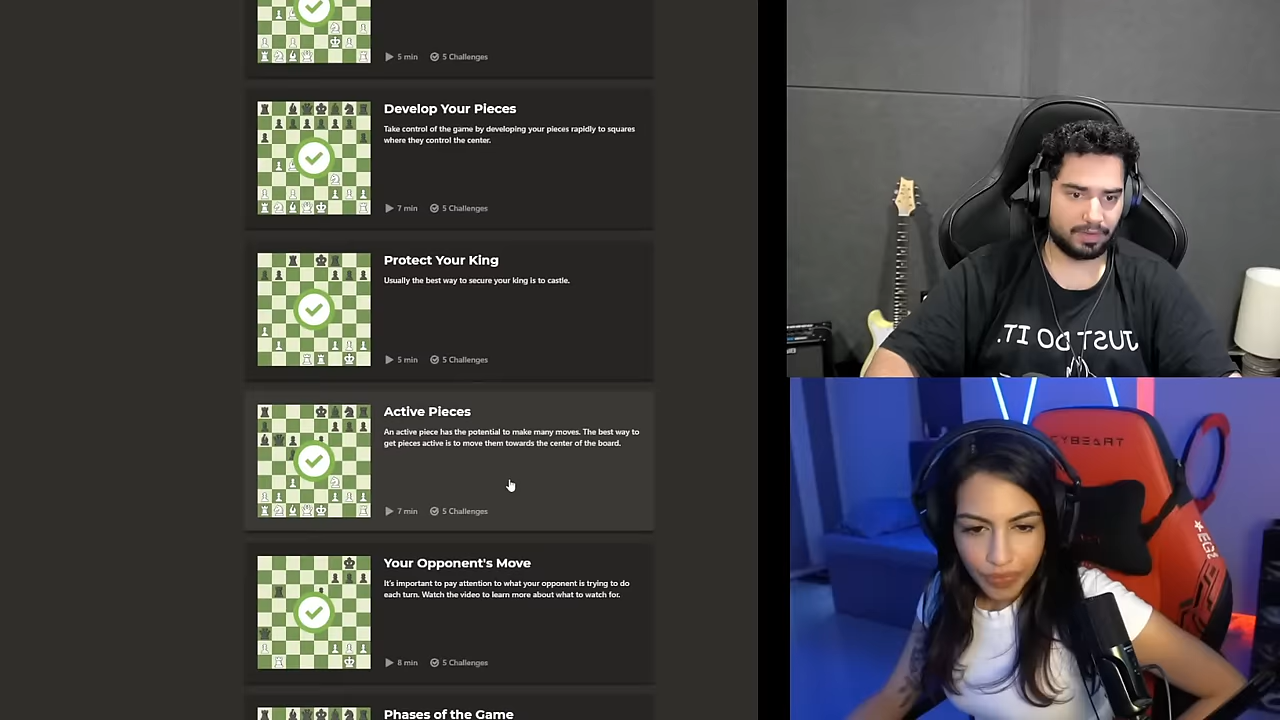 5 min
5 Challenges
Develop Your Pieces
Take control of the game by developing your pieces rapidly to squares
where they control the center.
7 min
5 Challenges
Protect Your King
Usually the best way to secure your king is to castle.
5 min
5 Challenges
Active Pieces
An active piece has the potential to make many moves. The best way to
get pieces active is to move them towards the center of the board.
7 min
5 Challenges
Your Opponent's Move
It's important to pay attention to what your opponent is trying to do
each turn. Watch the video to learn more about what to watch for.
8 min
5 Challenges
Phases of the Game
JUST DO IT.
CYBEART